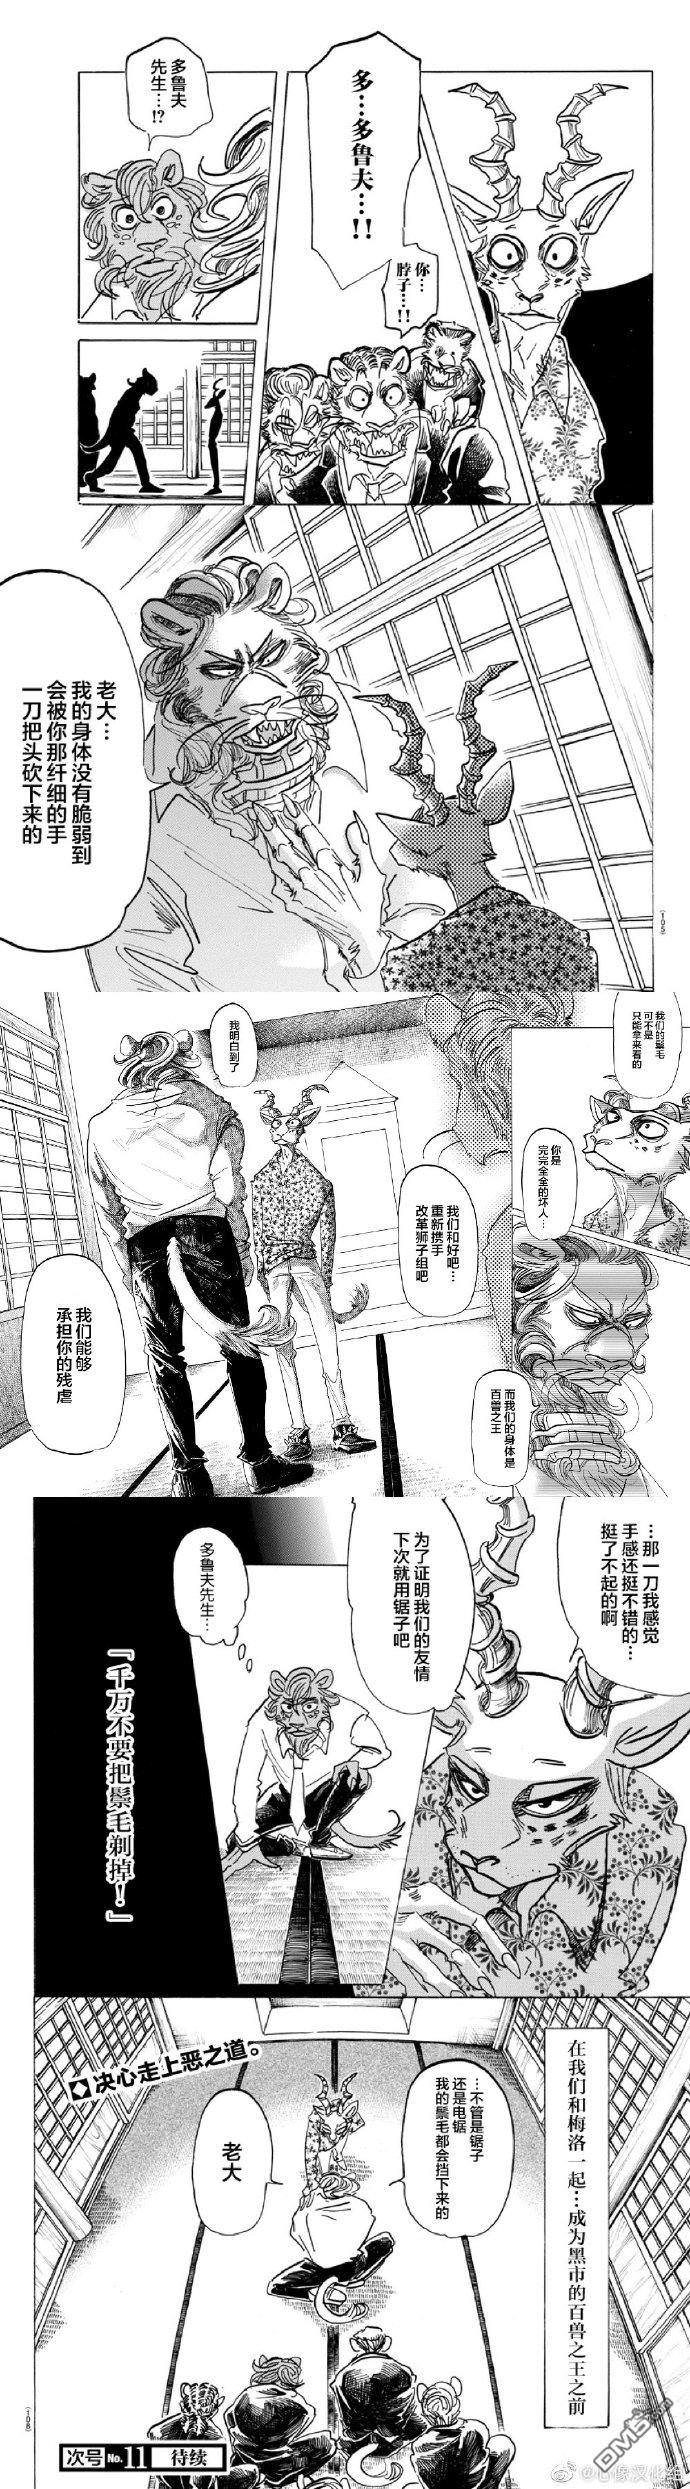 多…
多鲁夫…!!
你…
脖子…!!
多鲁夫
先生…!?
老大…
我的身体没有脆弱到
会被你那纤细的手
一刀把头砍下来的
105
我们的鬃毛
可不是
只能拿来看的
你是
完完全全的坏人…
而我们的身体是
百兽之王
我们和好吧…
重新携手
改革狮子组吧
我明白到了
我们能够
承担你的残虐
…那一刀我感觉
手感还挺不错的…
挺了不起的啊
为了证明我们的友情
下次就用锯子吧
多鲁夫先生…
『千万不要把鬃毛剃掉!』
在我们和梅洛一起…成为黑市的百兽之王之前
…不管是锯子
还是电锯
我的鬃毛都会挡下来的
老大
决心走上恶之道。
108
次号No.11 待续
DMBJ
@心傷汉化组